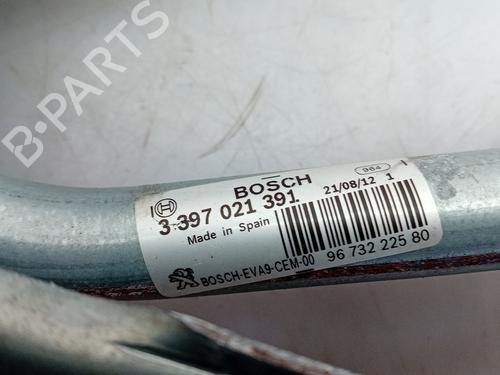 B-PARTS
BOSCH
964
3 397 021 391
21/08/12 1
Made in Spain
BOSCH-EVA9-CEM-00
96 732 225 80